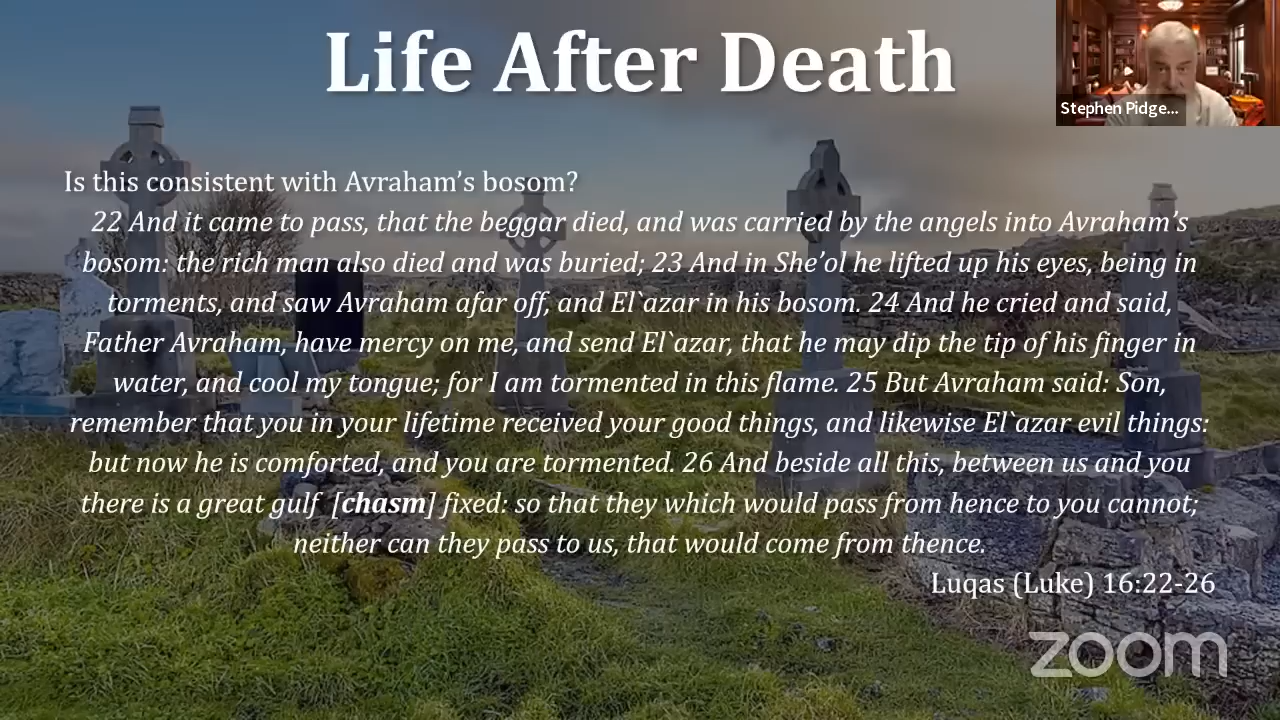 Life After Death
Stephen Pidge...
Is this consistent with Avraham’s bosom?
22 And it came to pass, that the beggar died, and was carried by the angels into Avraham’s
bosom: the rich man also died and was buried; 23 And in She’ol he lifted up his eyes, being in
torments, and saw Avraham afar off, and El`azar in his bosom. 24 And he cried and said,
Father Avraham, have mercy on me, and send El`azar, that he may dip the tip of his finger in
water, and cool my tongue; for I am tormented in this flame. 25 But Avraham said: Son,
remember that you in your lifetime received your good things, and likewise El`azar evil things:
but now he is comforted, and you are tormented. 26 And beside all this, between us and you
there is a great gulf [chasm] fixed: so that they which would pass from hence to you cannot;
neither can they pass to us, that would come from thence.
Luqas (Luke) 16:22-26
zoom